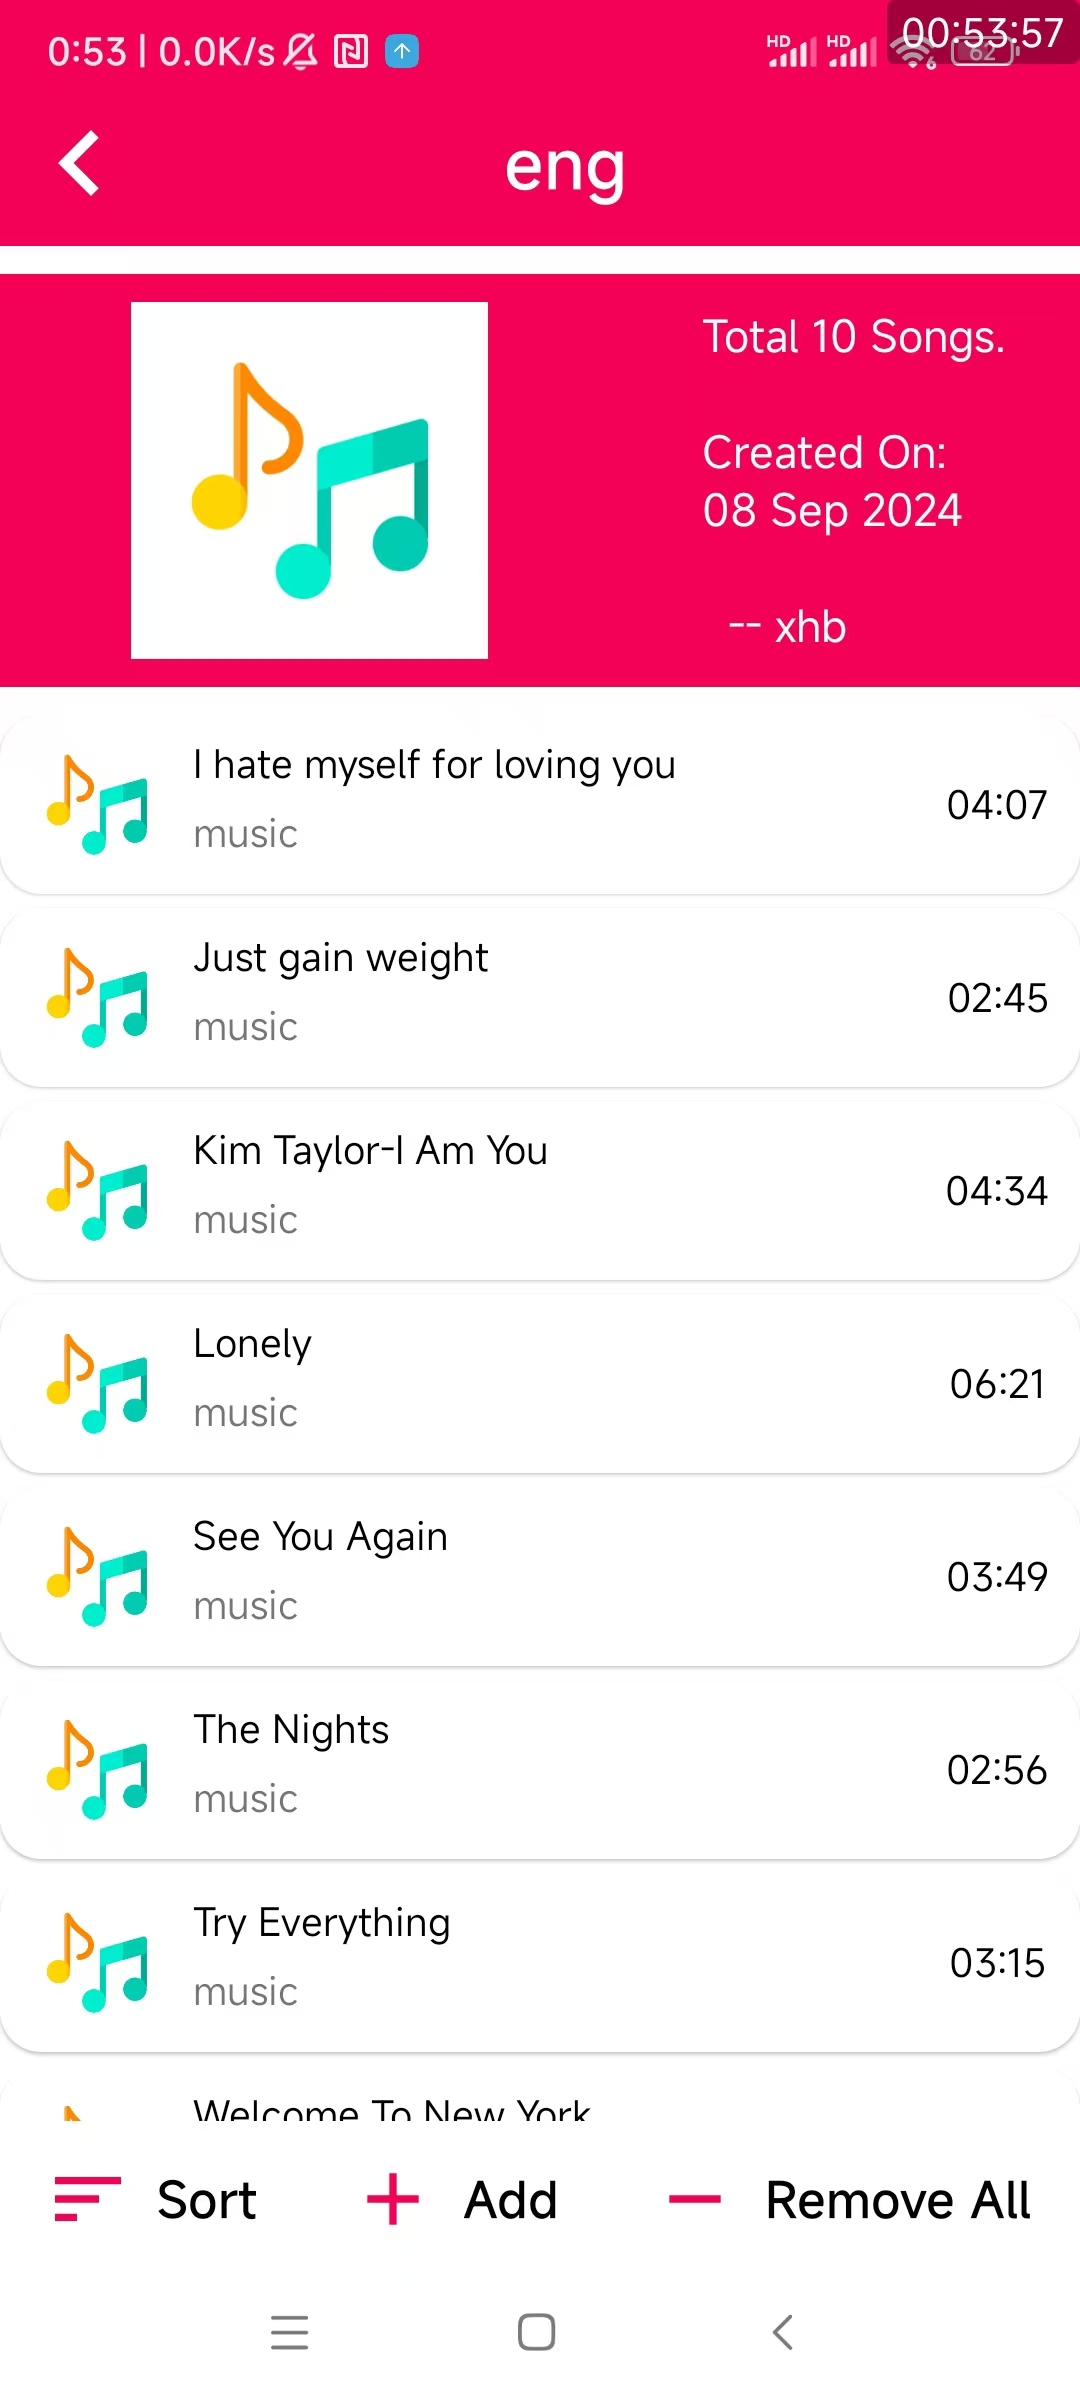 0:53 | 0.0K/s
HD HD 6 62 00:53:57
eng
Total 10 Songs.
Created On:
08 Sep 2024
-- xhb
I hate myself for loving you
music
04:07
Just gain weight
music
02:45
Kim Taylor-I Am You
music
04:34
Lonely
music
06:21
See You Again
music
03:49
The Nights
music
02:56
Try Everything
music
03:15
Welcome To New York
Sort Add Remove All